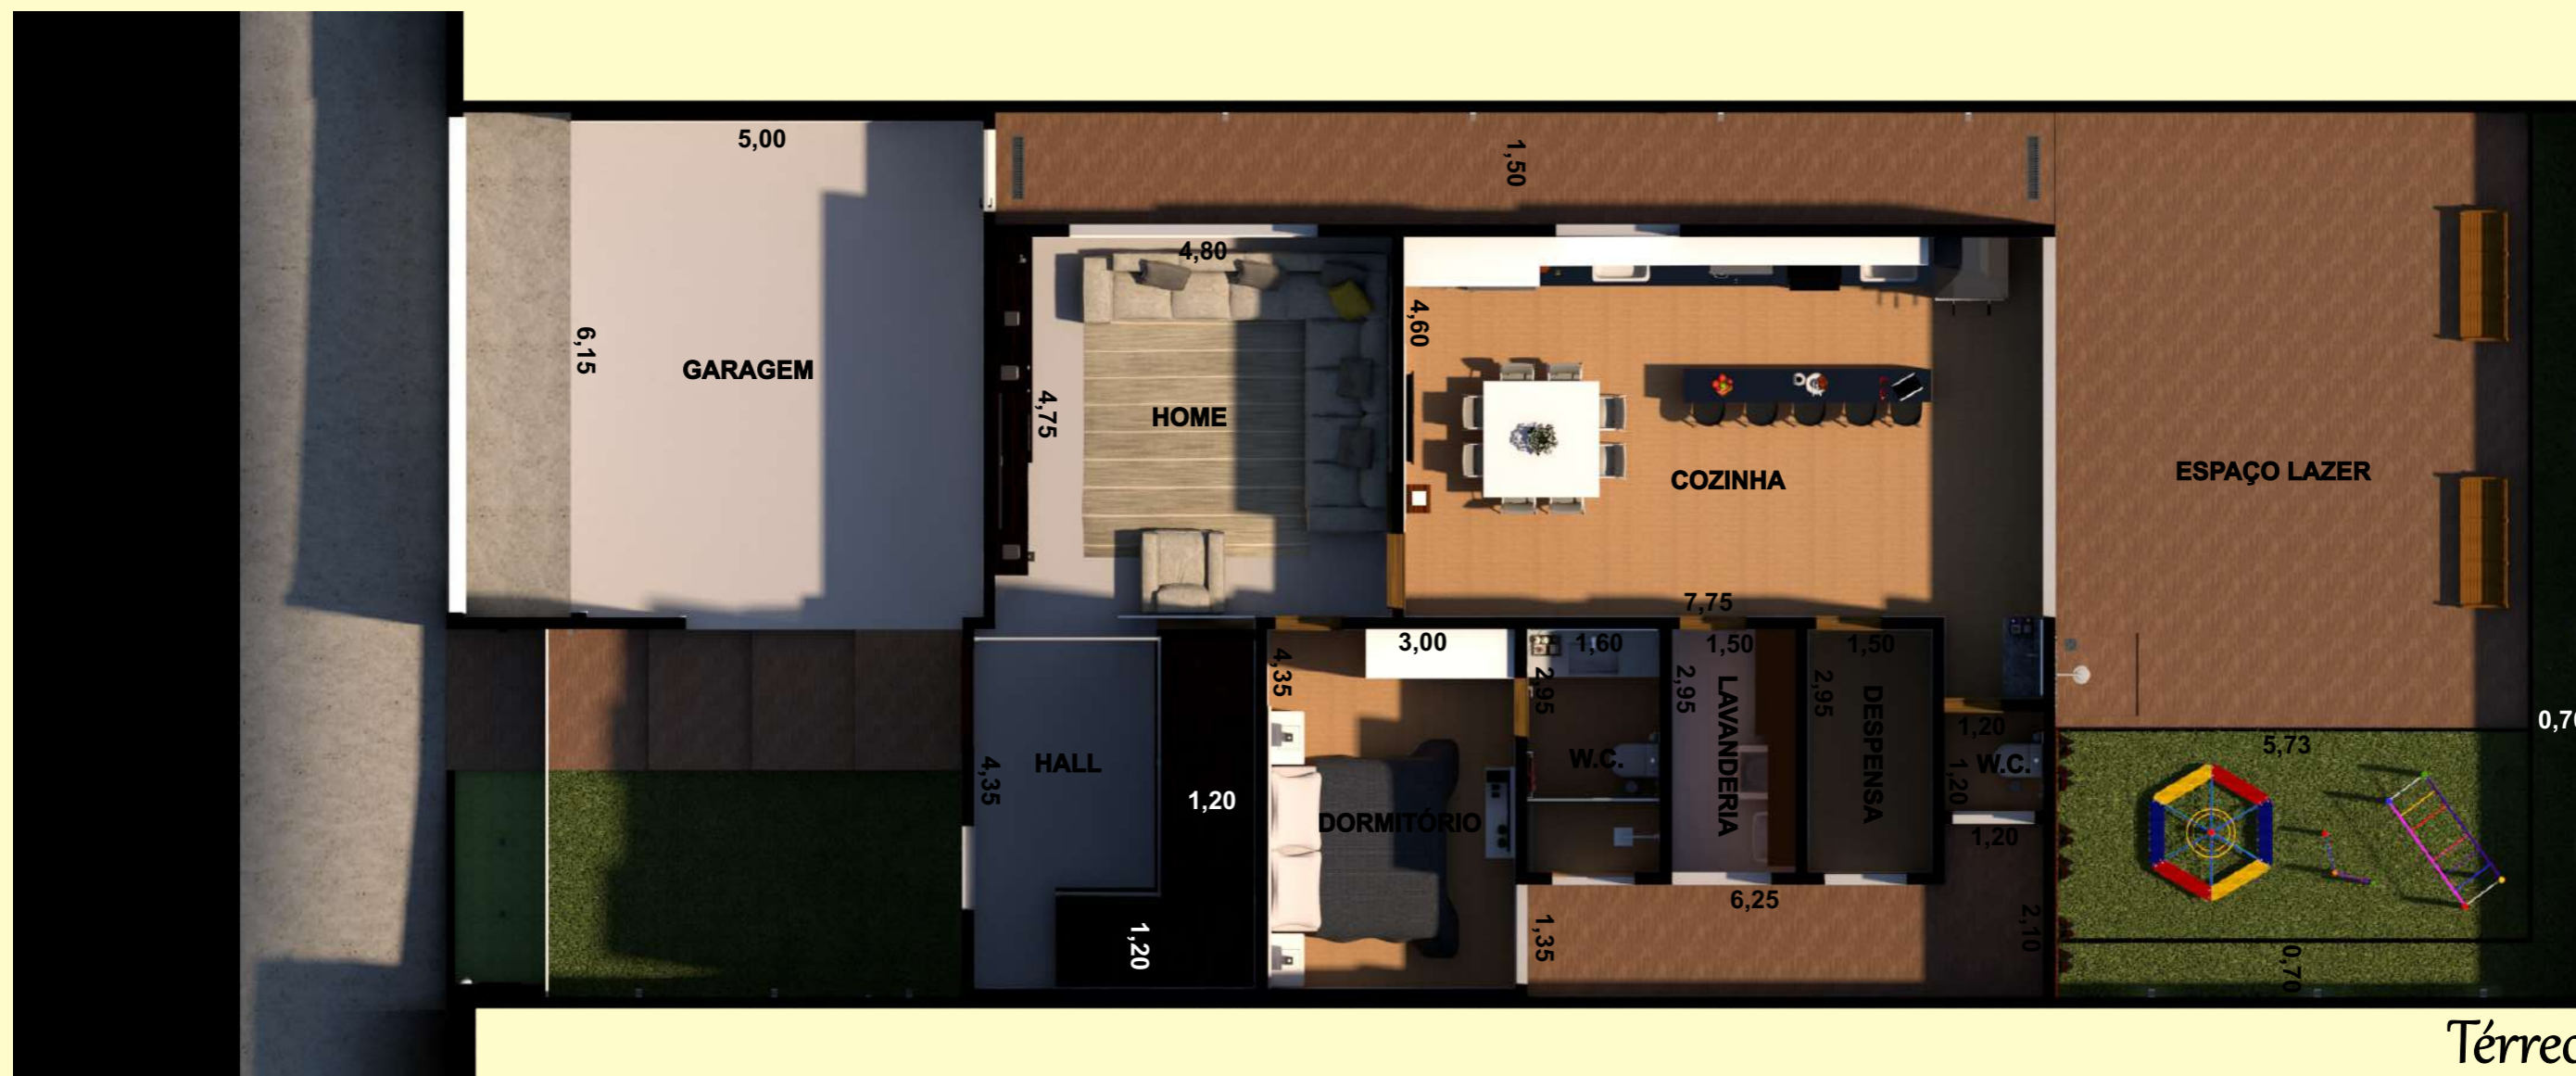 5,00
1,50
4,80
6,15
GARAGEM
4,75
HOME
4,60
COZINHA
7,75
ESPAÇO LAZER
4,35
HALL
1,20
1,20
4,35
3,00
DORMITÓRIO
1,60
2,95
W.C.
1,50
2,95
LAVANDERIA
1,50
2,95
DESPENSA
1,20
1,20
W.C.
1,20
6,25
1,35
2,10
5,73
0,70
Térreo